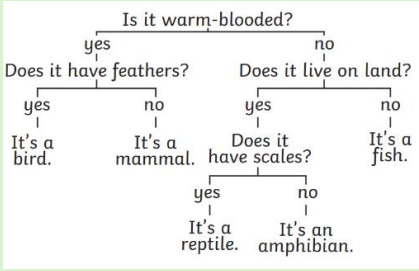 Is it warm-blooded?
yes
no
Does it have feathers?
Does it live on land?
yes
no
yes
no
It's a
bird.
It's a
mammal.
Does it
have scales?
It's a
fish.
yes
no
It's a
reptile.
It's an
amphibian.